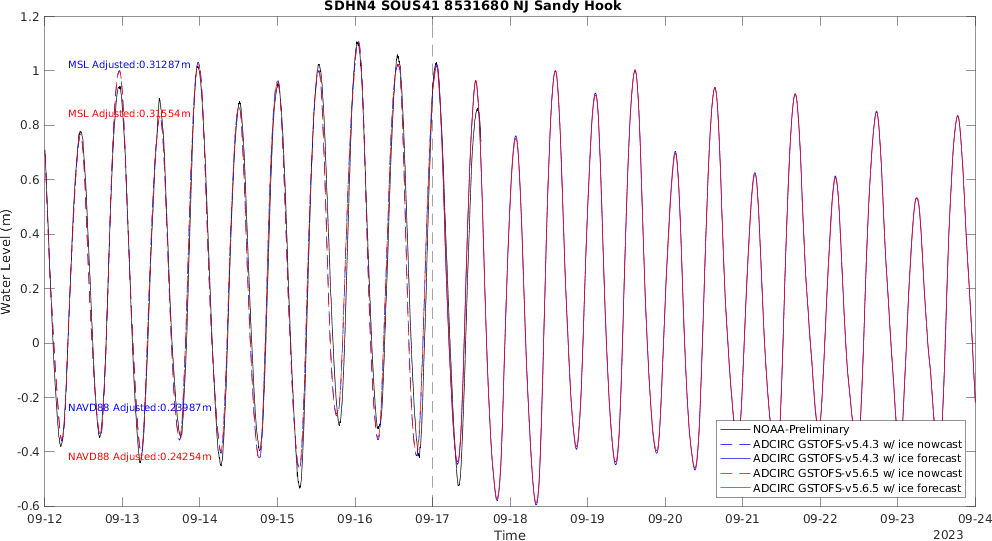 SDHN4 SOUS41 8531680 NJ Sandy Hook
1.2
1
0.8
0.6
0.4
0.2
0
-0.2
-0.4
-0.6
Water Level (m)
MSL Adjusted:0.31287m
MSL Adjusted:0.31554m
NAVD88 Adjusted:0.23987m
NAVD88 Adjusted:0.24254m
NOAA-Preliminary
ADCIRC GSTOFS-v5.4.3 w/ ice nowcast
ADCIRC GSTOFS-v5.4.3 w/ ice forecast
ADCIRC GSTOFS-v5.6.5 w/ ice nowcast
ADCIRC GSTOFS-v5.6.5 w/ ice forecast
09-12 09-13 09-14 09-15 09-16 09-17 09-18 09-19 09-20 09-21 09-22 09-23 09-24
Time
2023